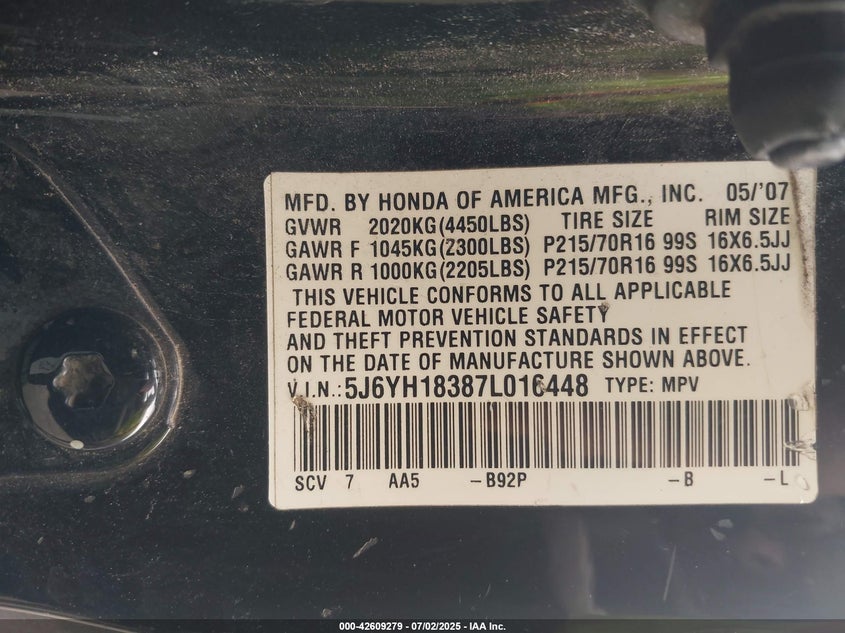 MFD. BY HONDA OF AMERICA MFG., INC. 05/'07
GVWR 2020KG(4450LBS) TIRE SIZE RIM SIZE
GAWR F 1045KG(2300LBS) P215/70R16 99S 16X6.5JJ
GAWR R 1000KG(2205LBS) P215/70R16 99S 16X6.5JJ
THIS VEHICLE CONFORMS TO ALL APPLICABLE
FEDERAL MOTOR VEHICLE SAFETY
AND THEFT PREVENTION STANDARDS IN EFFECT
ON THE DATE OF MANUFACTURE SHOWN ABOVE.
V.I.N.:5J6YH18387L016448 TYPE: MPV
SCV 7 AA5 -B92P -B -L
000-42609279 - 07/02/2025 - IAA Inc.